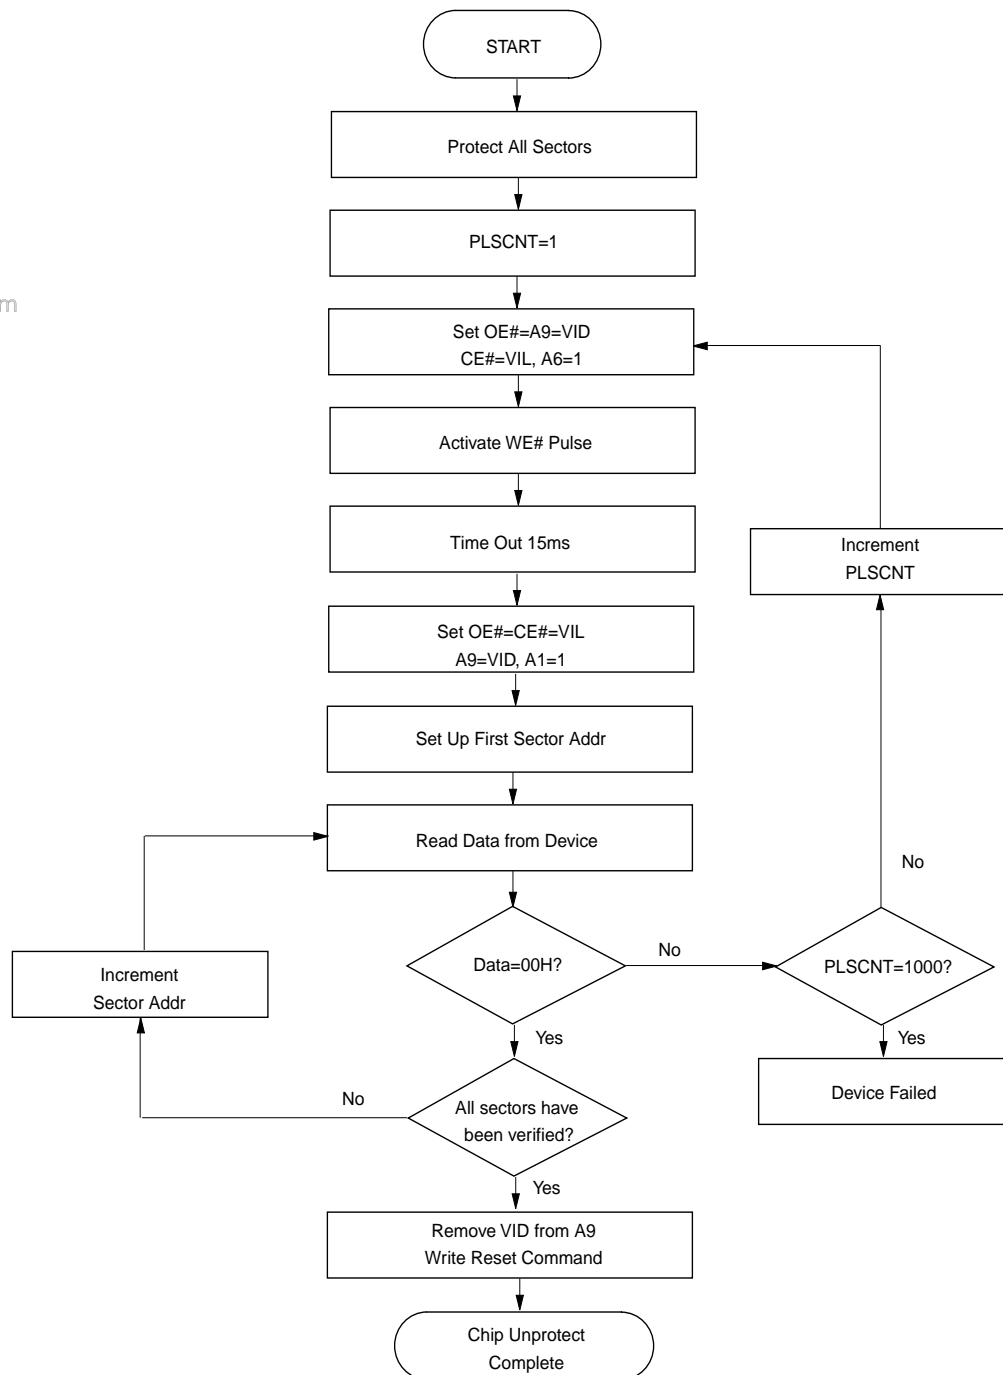 START
Protect All Sectors
PLSCNT=1
m
Set OE#=A9=VID
CE#=VIL, A6=1
Activate WE# Pulse
Time Out 15ms
Increment
PLSCNT
Set OE#=CE#=VIL
A9=VID, A1=1
Set Up First Sector Addr
Read Data from Device
No
Data=00H?
No
PLSCNT=1000?
Increment
Sector Addr
Yes
Yes
Device Failed
No
All sectors have
been verified?
Yes
Remove VID from A9
Write Reset Command
Chip Unprotect
Complete